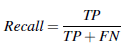 Recall = TP / TP + FN